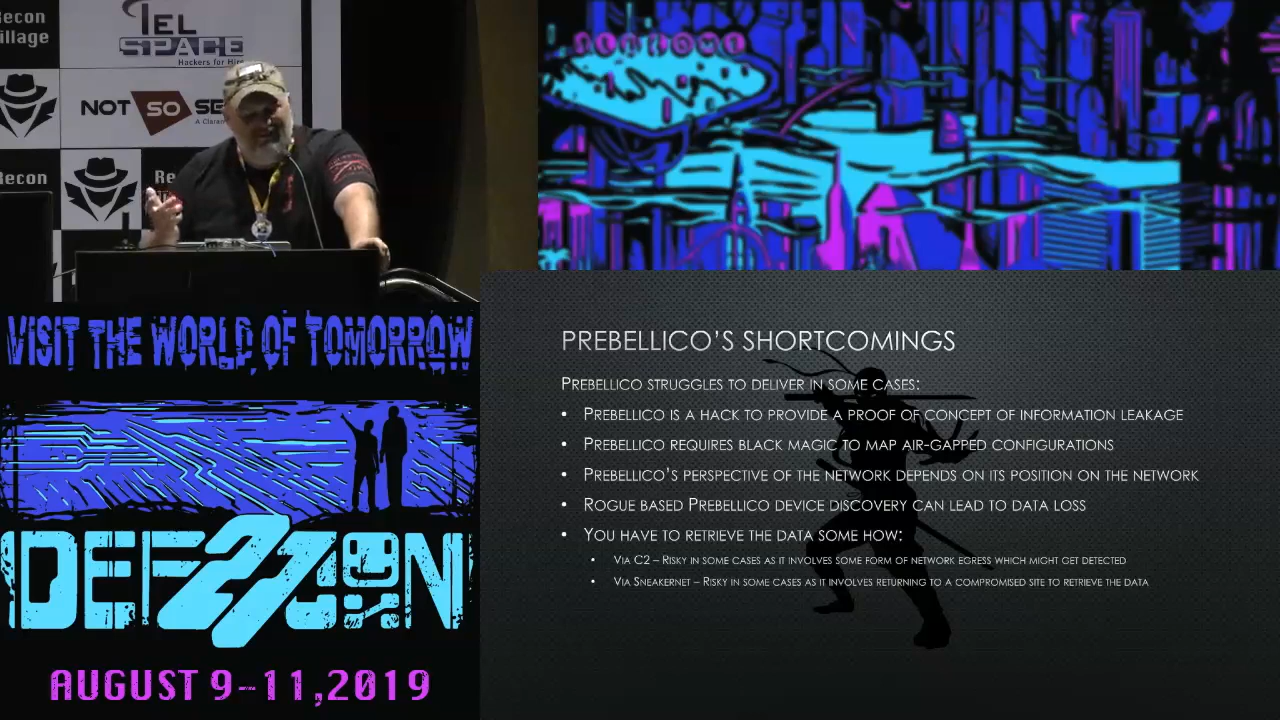 Recon
Village
TEL
SPACE
Hackers for Hire
NOT SO SE
A Claran
Recon
Re
WELCOME
VISIT THE WORLD OF TOMORROW
DEF 27 CON
AUGUST 9-11,2019
PREBELLICO'S SHORTCOMINGS
PREBELLICO STRUGGLES TO DELIVER IN SOME CASES:
• PREBELLICO IS A HACK TO PROVIDE A PROOF OF CONCEPT OF INFORMATION LEAKAGE
• PREBELLICO REQUIRES BLACK MAGIC TO MAP AIR-GAPPED CONFIGURATIONS
• PREBELLICO'S PERSPECTIVE OF THE NETWORK DEPENDS ON ITS POSITION ON THE NETWORK
• ROGUE BASED PREBELLICO DEVICE DISCOVERY CAN LEAD TO DATA LOSS
• YOU HAVE TO RETRIEVE THE DATA SOME HOW:
• VIA C2 – RISKY IN SOME CASES AS IT INVOLVES SOME FORM OF NETWORK EGRESS WHICH MIGHT GET DETECTED
• VIA SNEAKERNET – RISKY IN SOME CASES AS IT INVOLVES RETURNING TO A COMPROMISED SITE TO RETRIEVE THE DATA